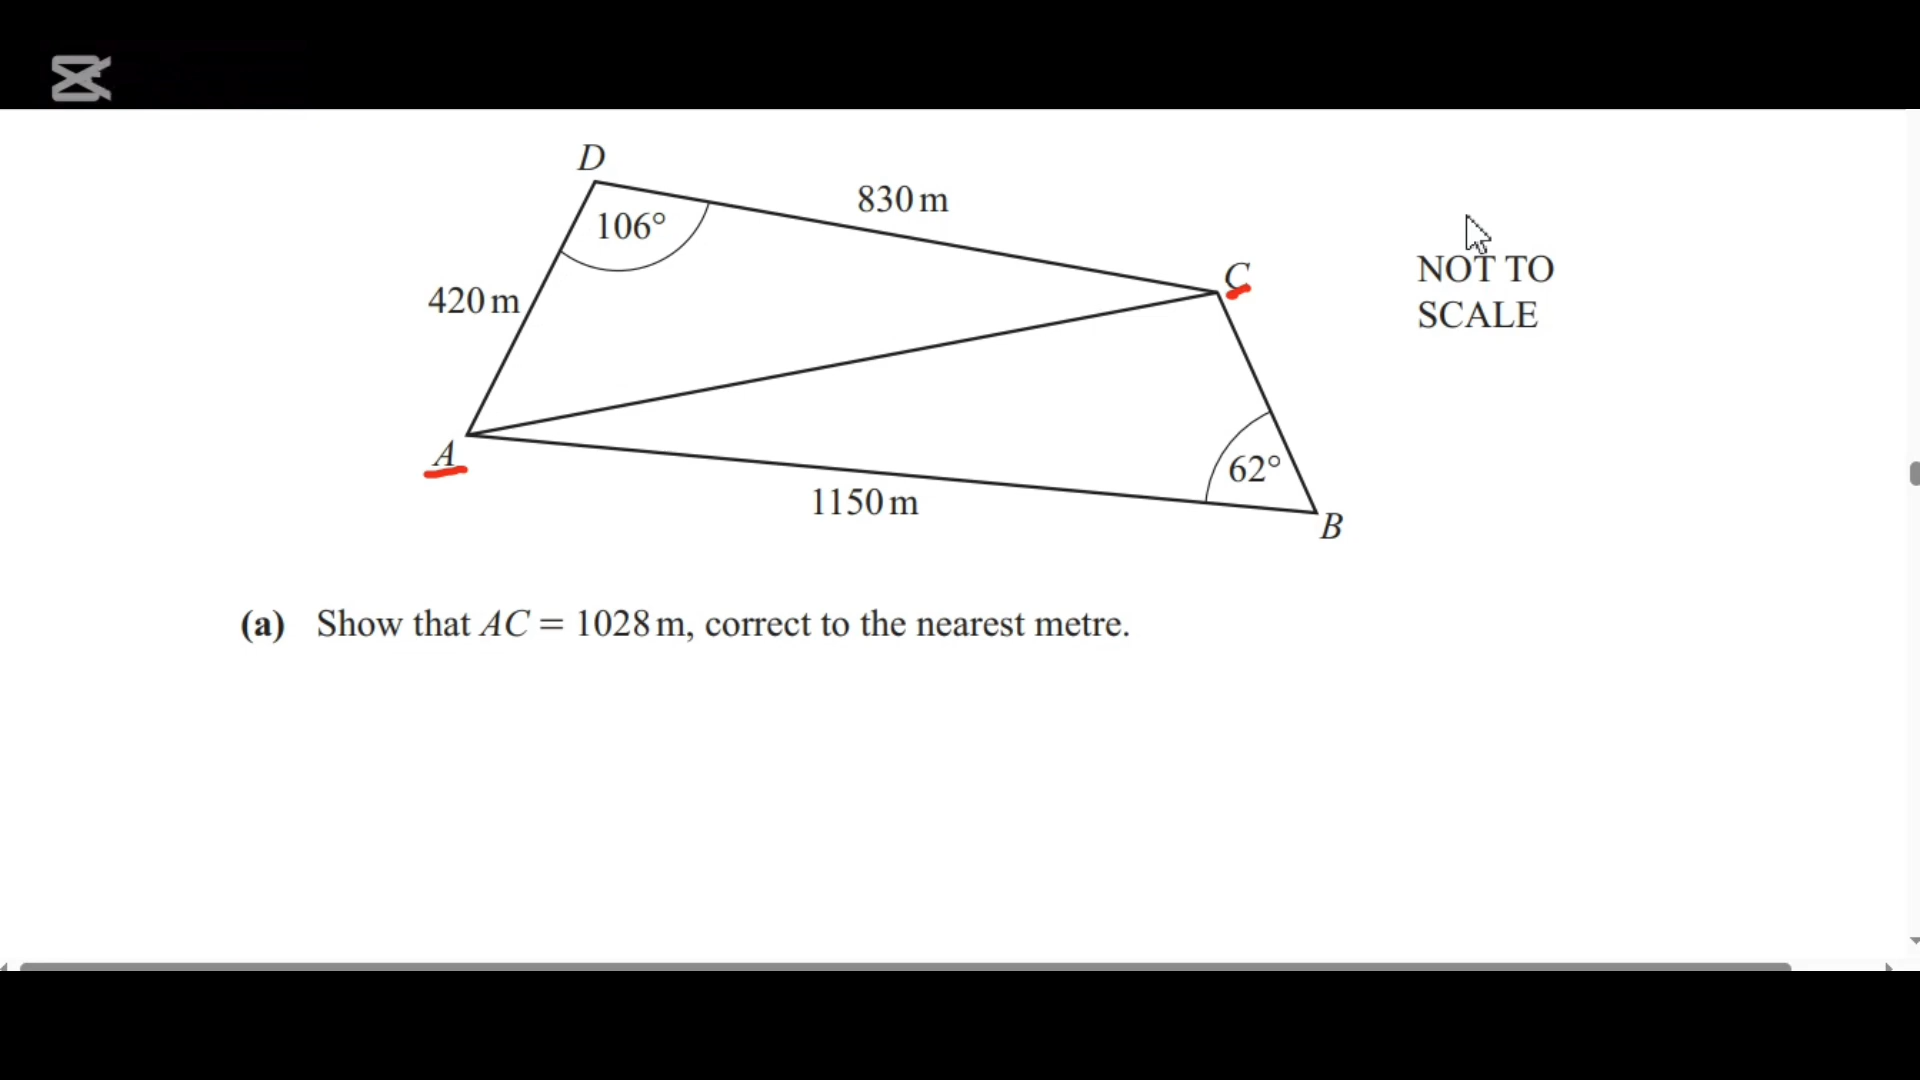 D
830 m
106°
C
NOT TO
420 m
SCALE
A
62°
1150 m
B
(a) Show that AC = 1028 m, correct to the nearest metre.